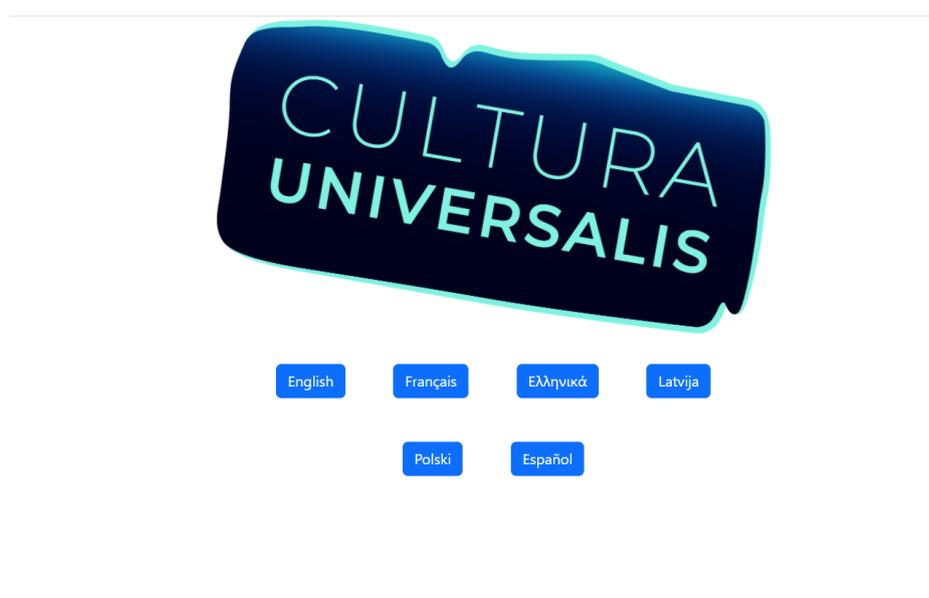 CULTURA
UNIVERSALIS
English Français Ελληνικά Latvija
Polski Español